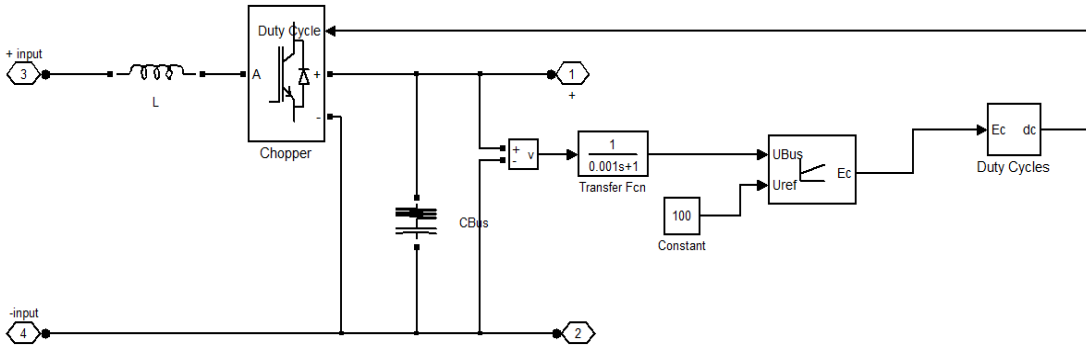 + input
3
L
Duty Cycle
A
+
-
Chopper
1
+
CBus
+
-
v
1
0.001s+1
Transfer Fcn
100
Constant
UBus
Uref
Ec
Ec
dc
Duty Cycles
-input
4
2